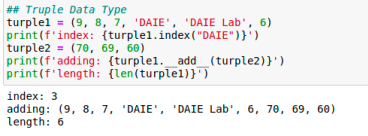 ## Truple Data Type
turple1 = (9, 8, 7, 'DAIE', 'DAIE Lab', 6)
print(f'index: {turple1.index("DAIE")}')
turple2 = (70, 69, 60)
print(f'adding: {turple1.__add__(turple2)}')
print(f'length: {len(turple1)}')
index: 3
adding: (9, 8, 7, 'DAIE', 'DAIE Lab', 6, 70, 69, 60)
length: 6